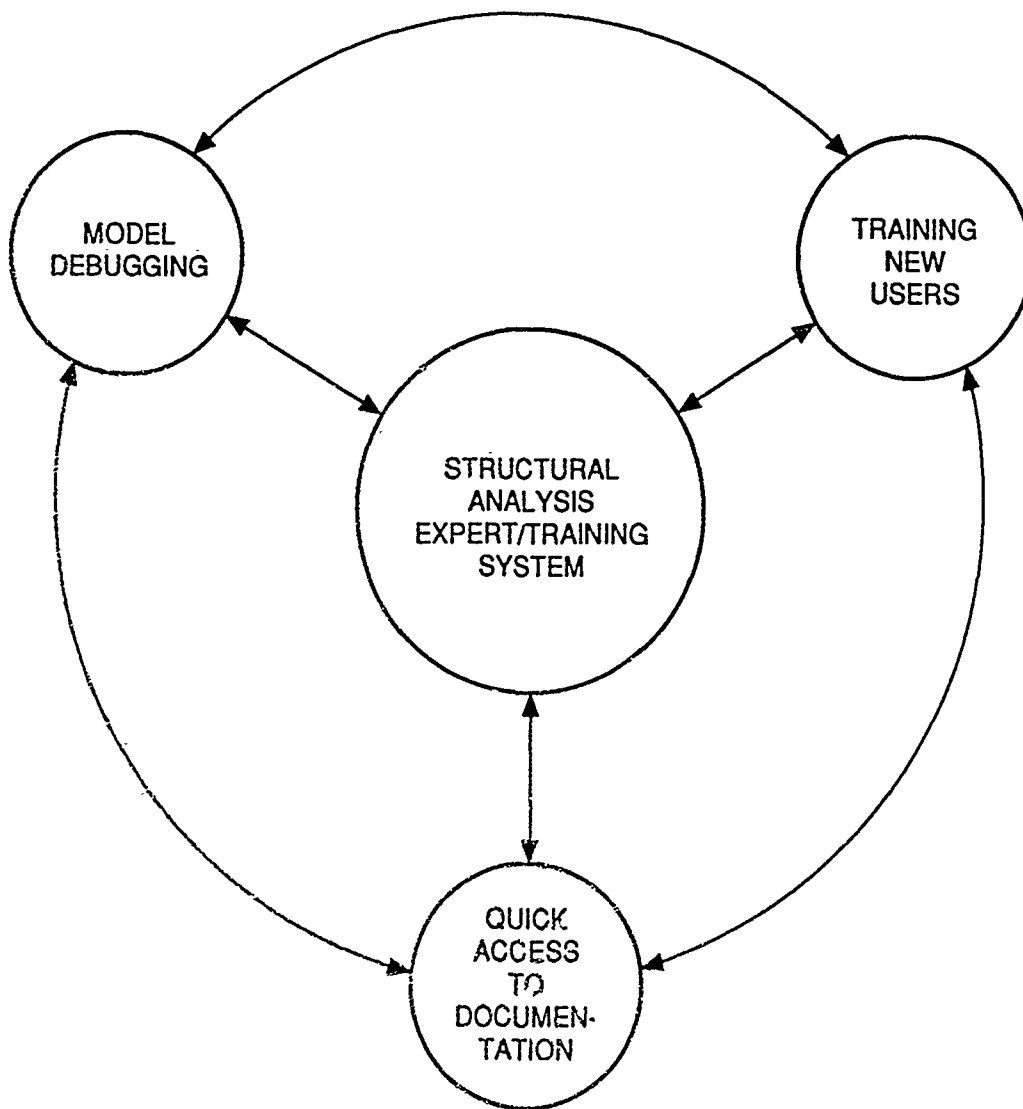 MODEL
DEBUGGING
TRAINING
NEW
USERS
STRUCTURAL
ANALYSIS
EXPERT/TRAINING
SYSTEM
QUICK
ACCESS
TO
DOCUMEN-
TATION